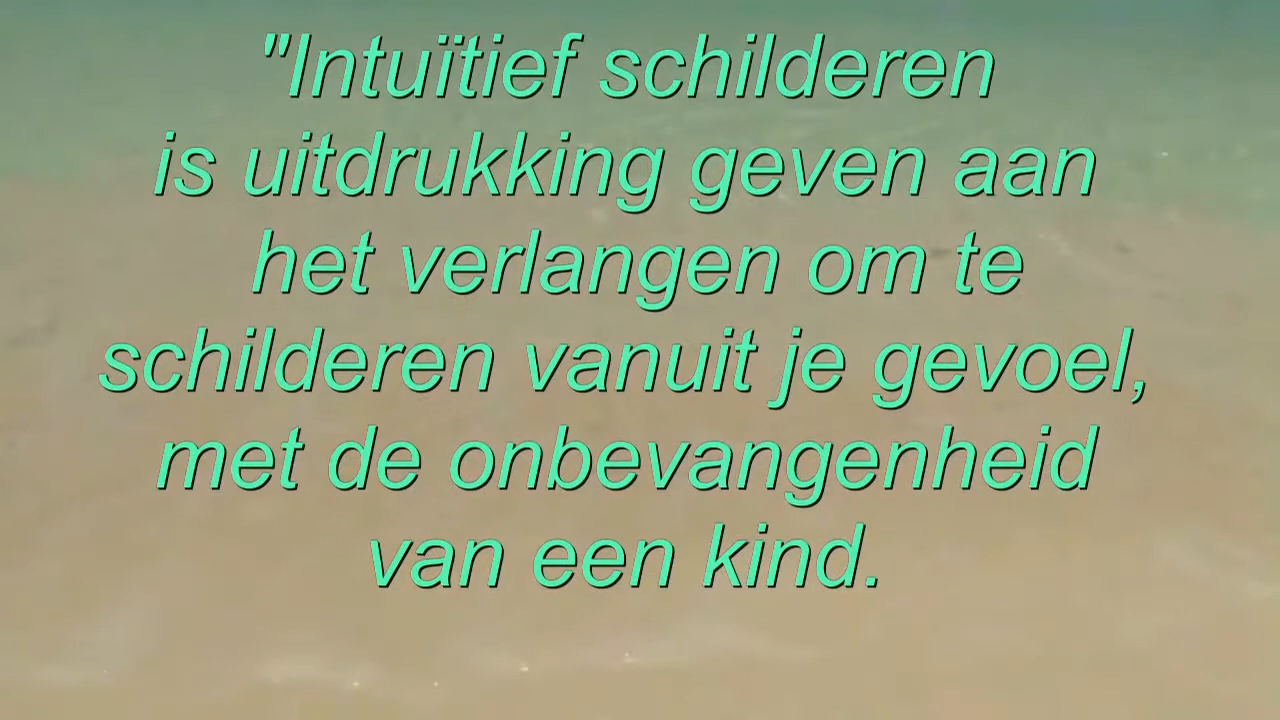 "Intuïtief schilderen
is uitdrukking geven aan
het verlangen om te
schilderen vanuit je gevoel,
met de onbevangenheid
van een kind.